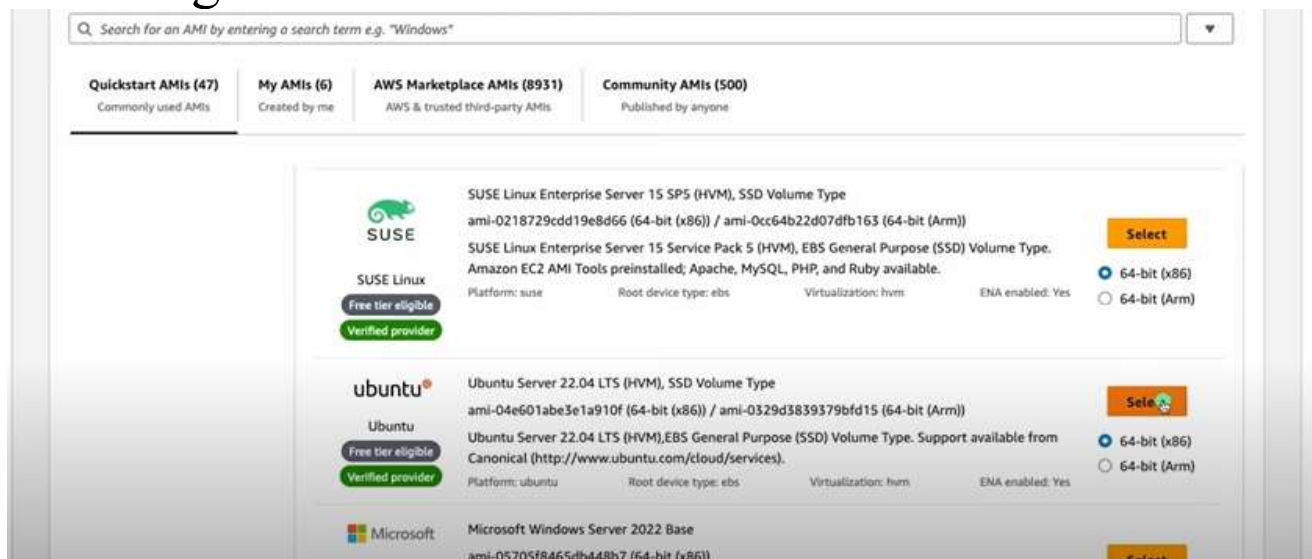 Search for an AMI by entering a search term e.g. "Windows"
Quickstart AMIs (47) My AMIs (6) AWS Marketplace AMIs (8931) Community AMIs (500)
Commonly used AMIs Created by me AWS & trusted third-party AMIs Published by anyone
SUSE Linux Enterprise Server 15 SP5 (HVM), SSD Volume Type
ami-0218729cdd19e8d66 (64-bit (x86)) / ami-0cc64b22d07dfb163 (64-bit (Arm))
SUSE Select
SUSE Linux Enterprise Server 15 Service Pack 5 (HVM), EBS General Purpose (SSD) Volume Type.
Amazon EC2 AMI Tools preinstalled; Apache, MySQL, PHP, and Ruby available.
SUSE Linux 64-bit (x86)
Platform: suse Root device type: ebs Virtualization: hvm ENA enabled: Yes
Free tier eligible 64-bit (Arm)
Verified provider
ubuntu Ubuntu Server 22.04 LTS (HVM), SSD Volume Type
ami-04e601abe3e1a910f (64-bit (x86)) / ami-0329d3839379bfd15 (64-bit (Arm))
Ubuntu
Ubuntu Server 22.04 LTS (HVM),EBS General Purpose (SSD) Volume Type. Support available from
Free tier eligible 64-bit (x86)
Canonical (http://www.ubuntu.com/cloud/services).
64-bit (Arm)
Verified provider Platform: ubuntu Root device type: ebs Virtualization: hvm ENA enabled: Yes
Microsoft Microsoft Windows Server 2022 Base
ami-05705f8465db448b7 (64-bit (x86))
Select